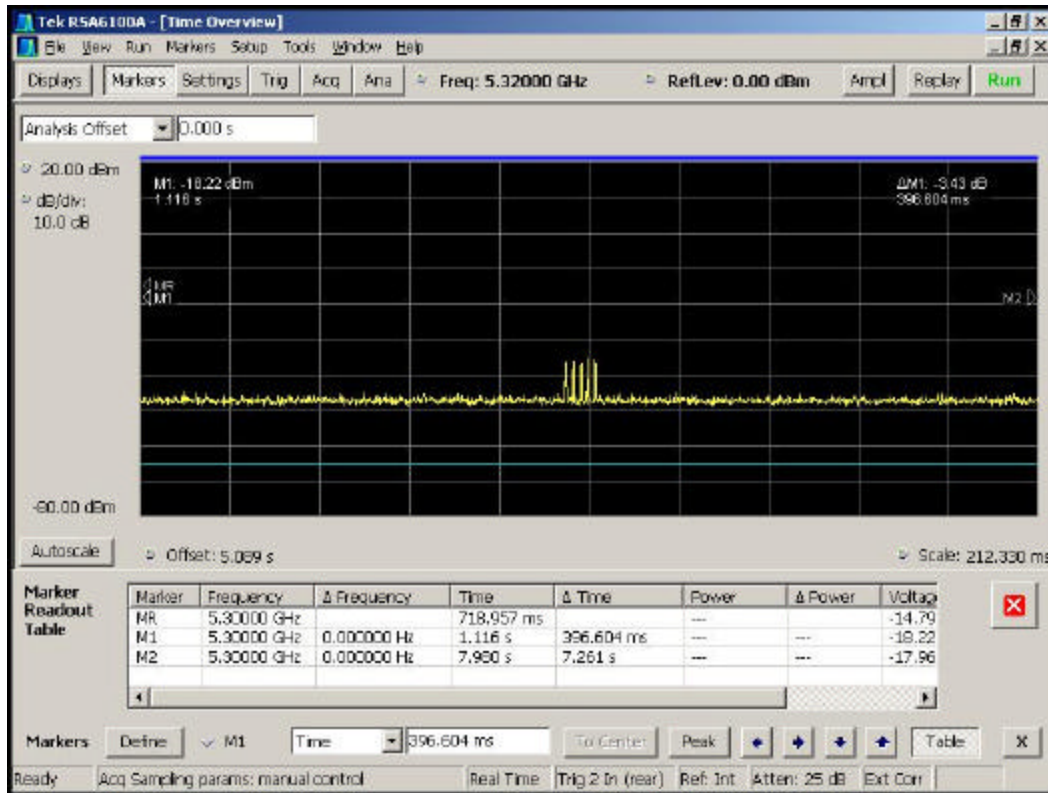 Tek RSA6100A - [Time Overview]
File View Run Markers Setup Tools Window Help
Displays Markers Settings Trig Acq Ana Freq: 5.32000 GHz RefLev: 0.00 dBm Ampl Replay Run
Analysis Offset 0.000 s
20.00 dBm
dB/div:
10.0 dB
M1: -18.22 dBm
1.116 s
ΔM1: -3.43 dB
396.604 ms
MR
M1
M2
-80.00 dBm
Autoscale Offset: 5.089 s Scale: 212.330 ms
Marker Readout Table
Marker Frequency Δ Frequency Time Δ Time Power Δ Power Voltag
MR 5.30000 GHz 718.957 ms --- -14.79
M1 5.30000 GHz 0.000000 Hz 1.116 s 396.604 ms --- --- -18.22
M2 5.30000 GHz 0.000000 Hz 7.980 s 7.261 s --- --- -17.96
Markers Define M1 Time 396.604 ms To Center Peak Table X
Ready Acq Sampling params: manual control Real Time Trig 2 In (rear) Ref: Int Atten: 25 dB Ext Corr